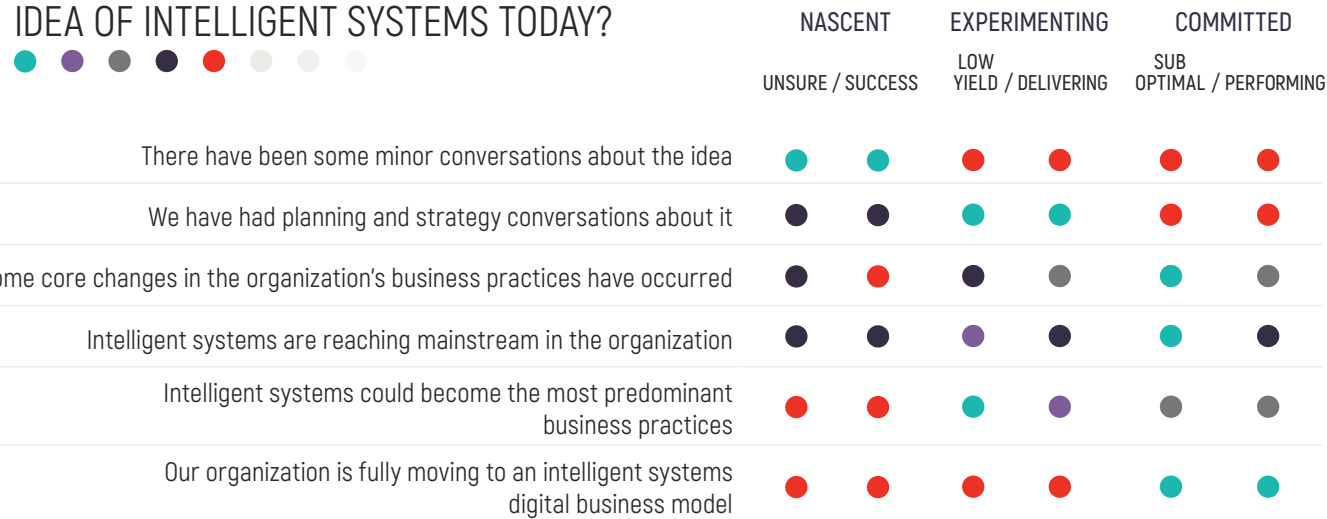 IDEA OF INTELLIGENT SYSTEMS TODAY?
NASCENT EXPERIMENTING COMMITTED
UNSURE / SUCCESS
LOW
YIELD / DELIVERING
SUB
OPTIMAL / PERFORMING
There have been some minor conversations about the idea
We have had planning and strategy conversations about it
ome core changes in the organization's business practices have occurred
Intelligent systems are reaching mainstream in the organization
Intelligent systems could become the most predominant
business practices
Our organization is fully moving to an intelligent systems
digital business model